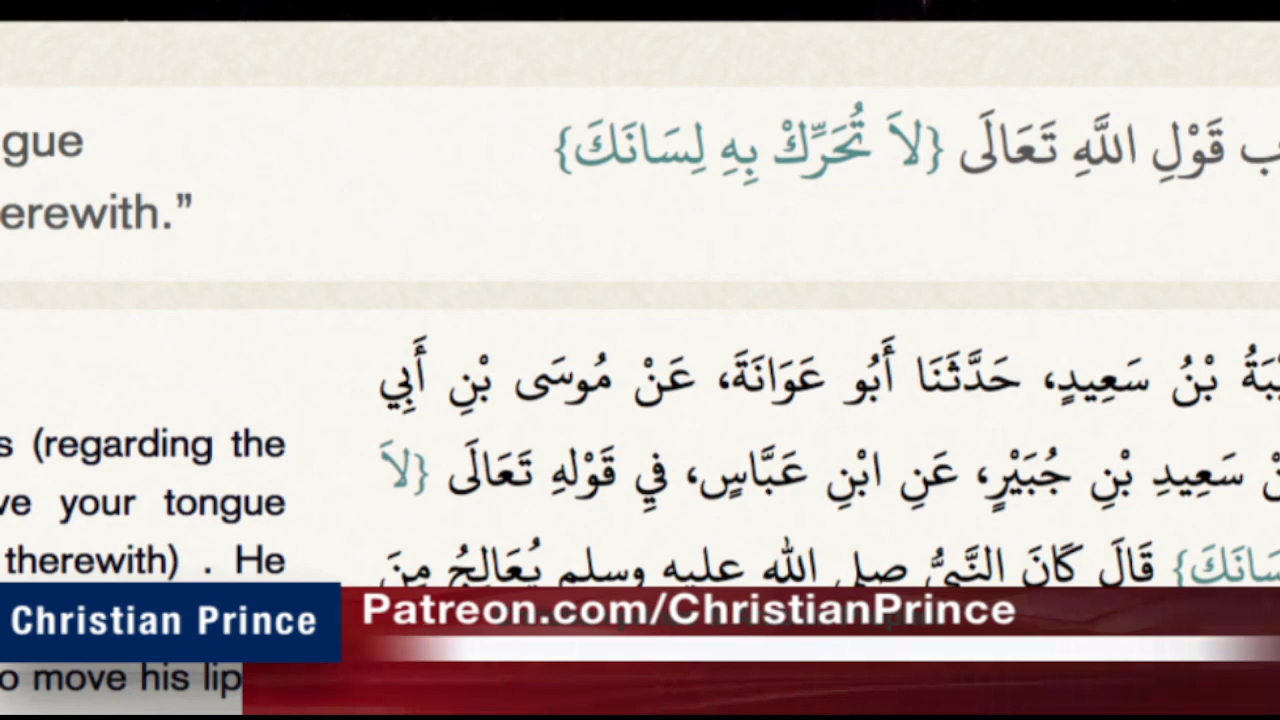 gue
erewith.”
ب قَوْلِ اللَّهِ تَعَالَى {لاَ تُحَرِّكْ بِهِ لِسَانَكَ}
يْبَةُ بْنُ سَعِيدٍ، حَدَّثَنَا أَبُو عَوَانَةَ، عَنْ مُوسَى بْنِ أَبِي
نْ سَعِيدِ بْنِ جُبَيْرٍ، عَنِ ابْنِ عَبَّاسٍ، فِي قَوْلِهِ تَعَالَى {لاَ
سَانَكَ} قَالَ كَانَ النَّبِيُّ صلى الله عليه وسلم يُعَالِجُ مِنَ
s (regarding the
ve your tongue
therewith) . He
o move his lip
Christian Prince
Patreon.com/ChristianPrince